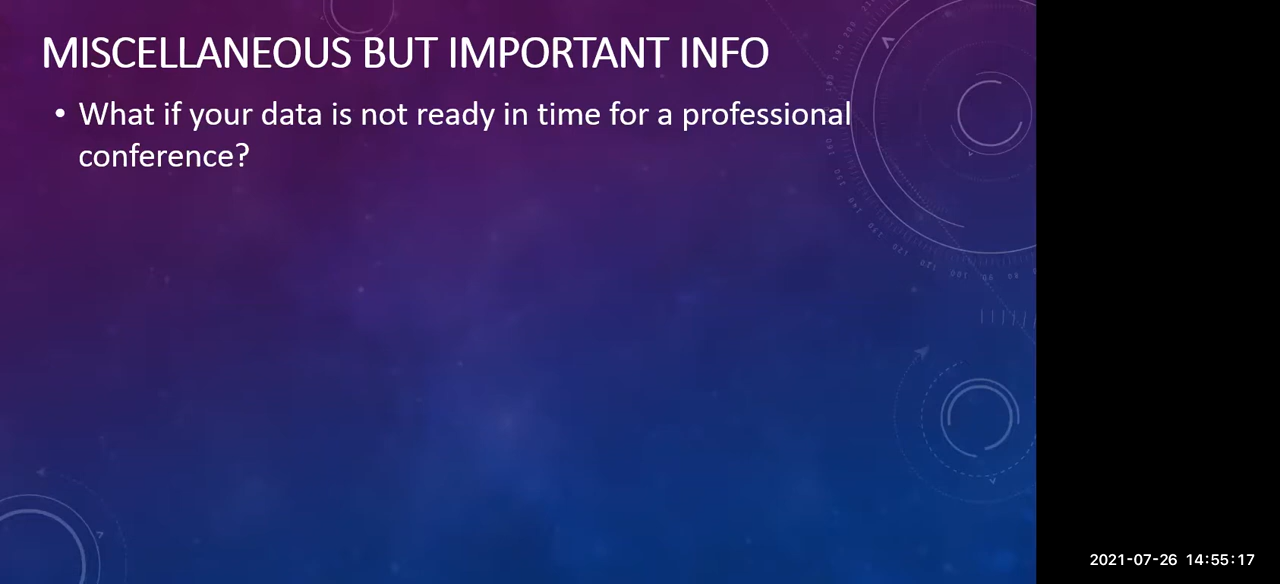 MISCELLANEOUS BUT IMPORTANT INFO
• What if your data is not ready in time for a professional
conference?
2021-07-26 14:55:17